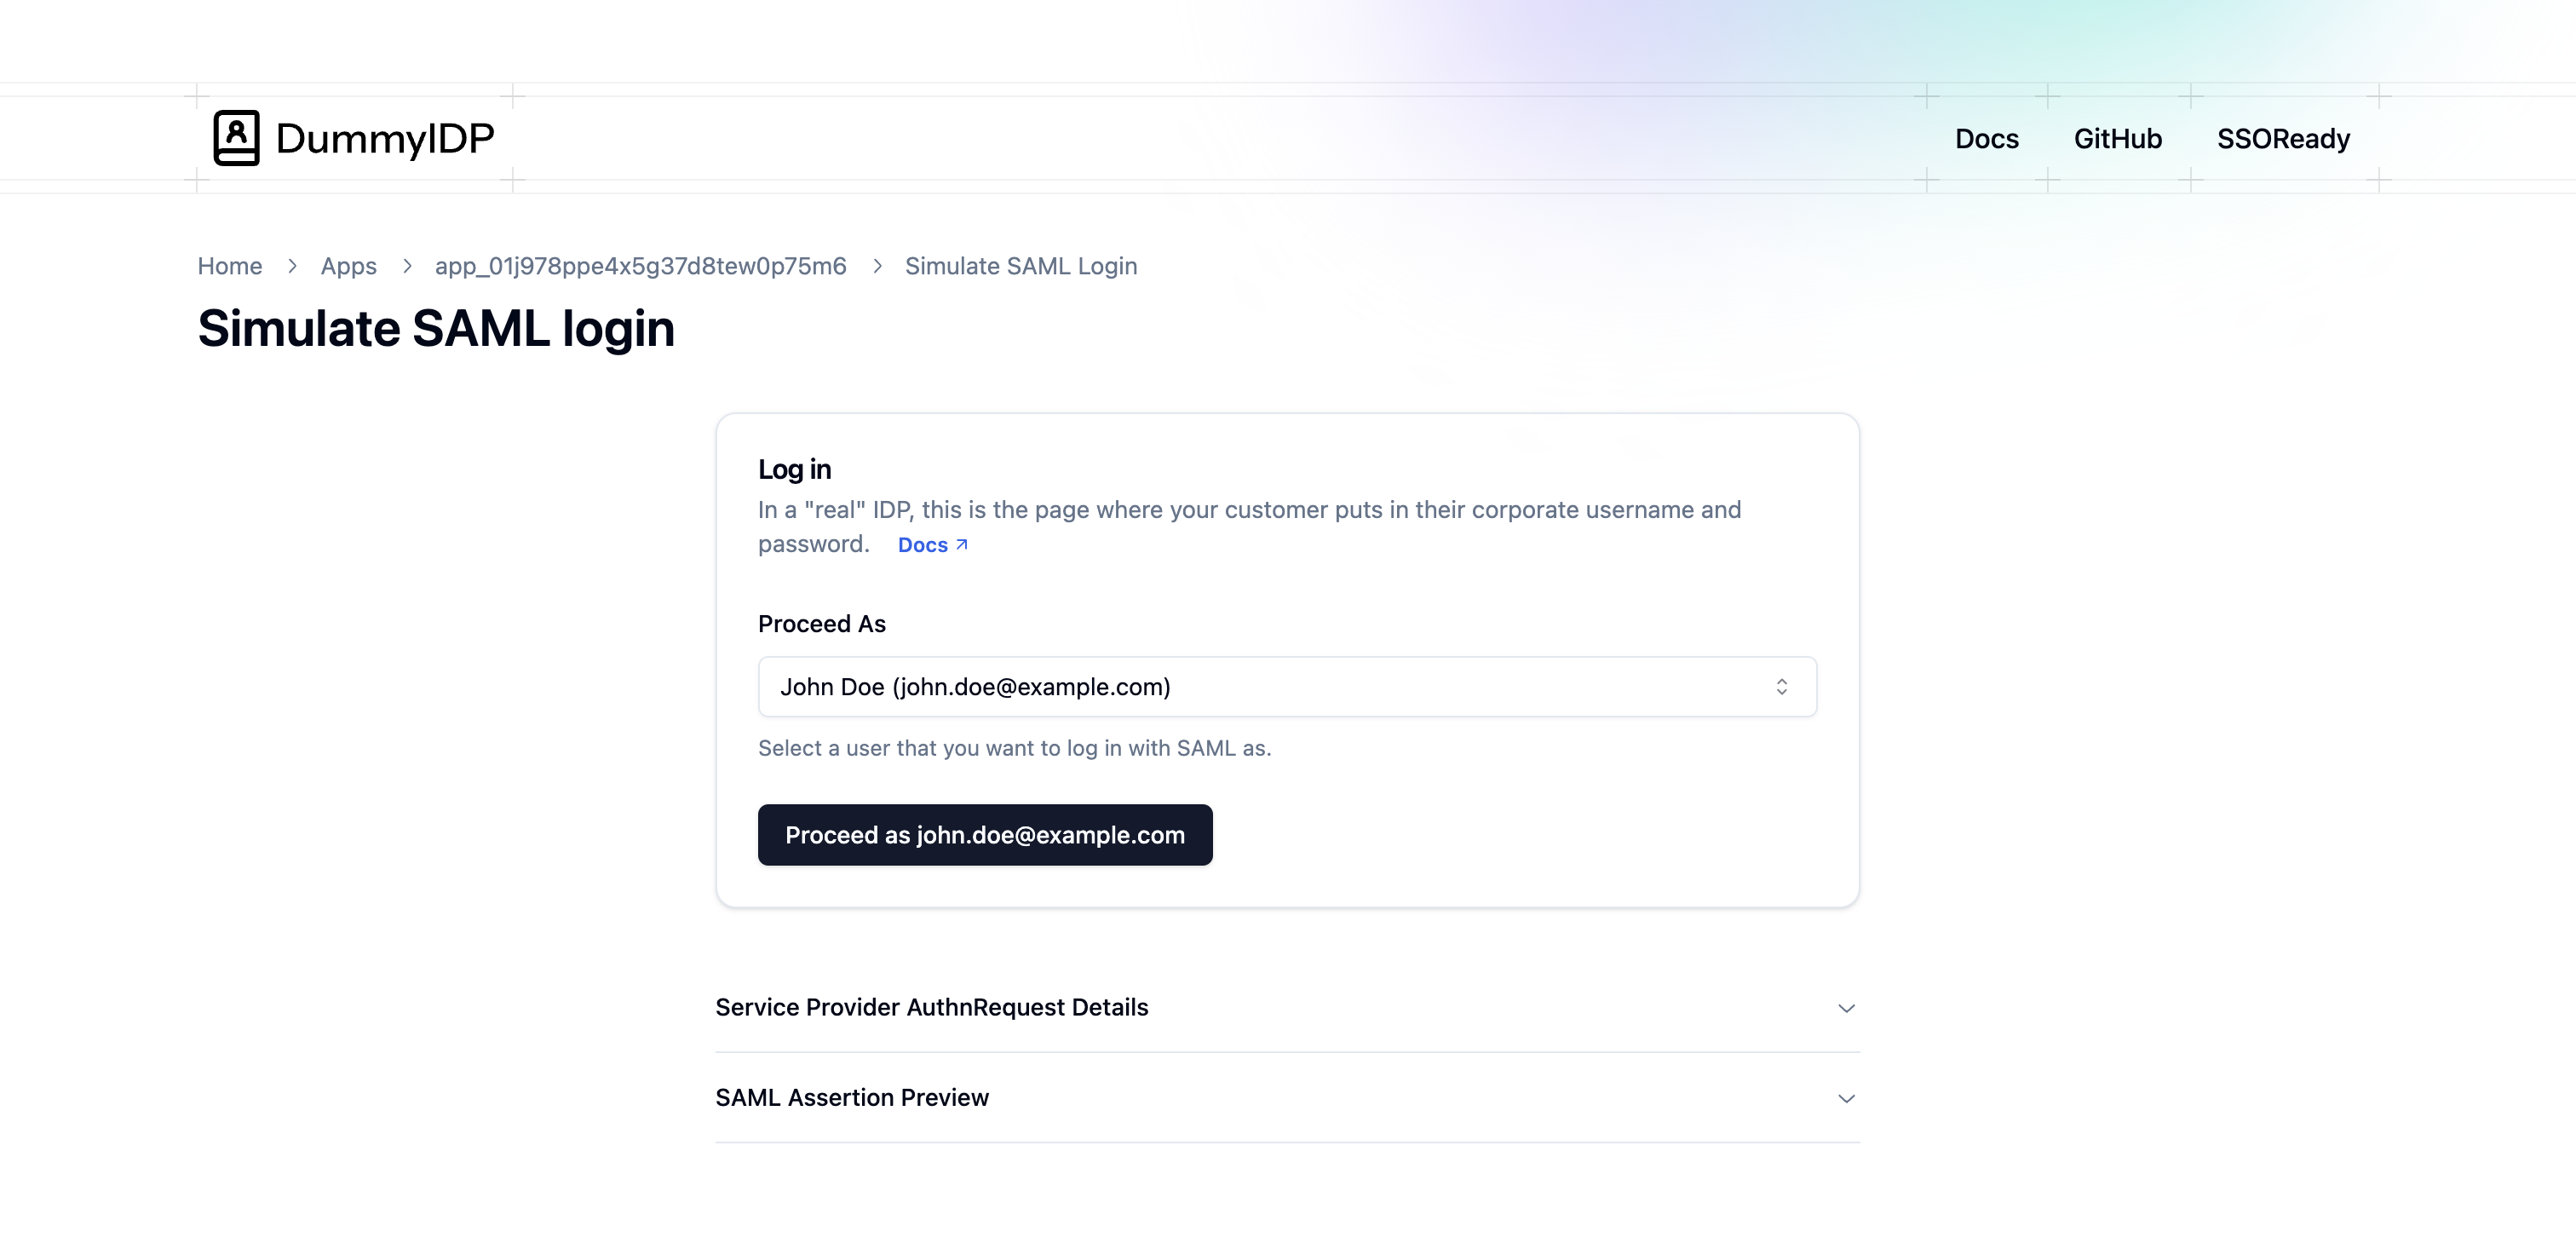 DummyIDP
Docs
GitHub
SSOReady
Home > Apps > app_01j978ppe4x5g37d8tew0p75m6 > Simulate SAML Login
Simulate SAML login
Log in
In a "real" IDP, this is the page where your customer puts in their corporate username and
password. Docs
Proceed As
John Doe (john.doe@example.com)
Select a user that you want to log in with SAML as.
Proceed as john.doe@example.com
Service Provider AuthnRequest Details
SAML Assertion Preview